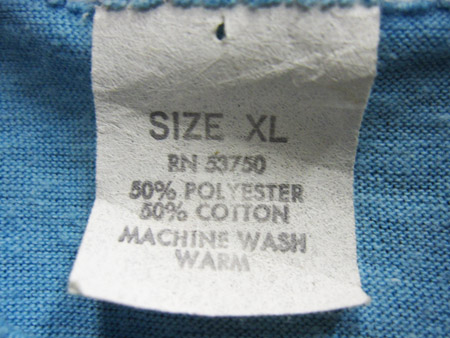 SIZE XL
RN 53750
50% POLYESTER
50% COTTON
MACHINE WASH
WARM